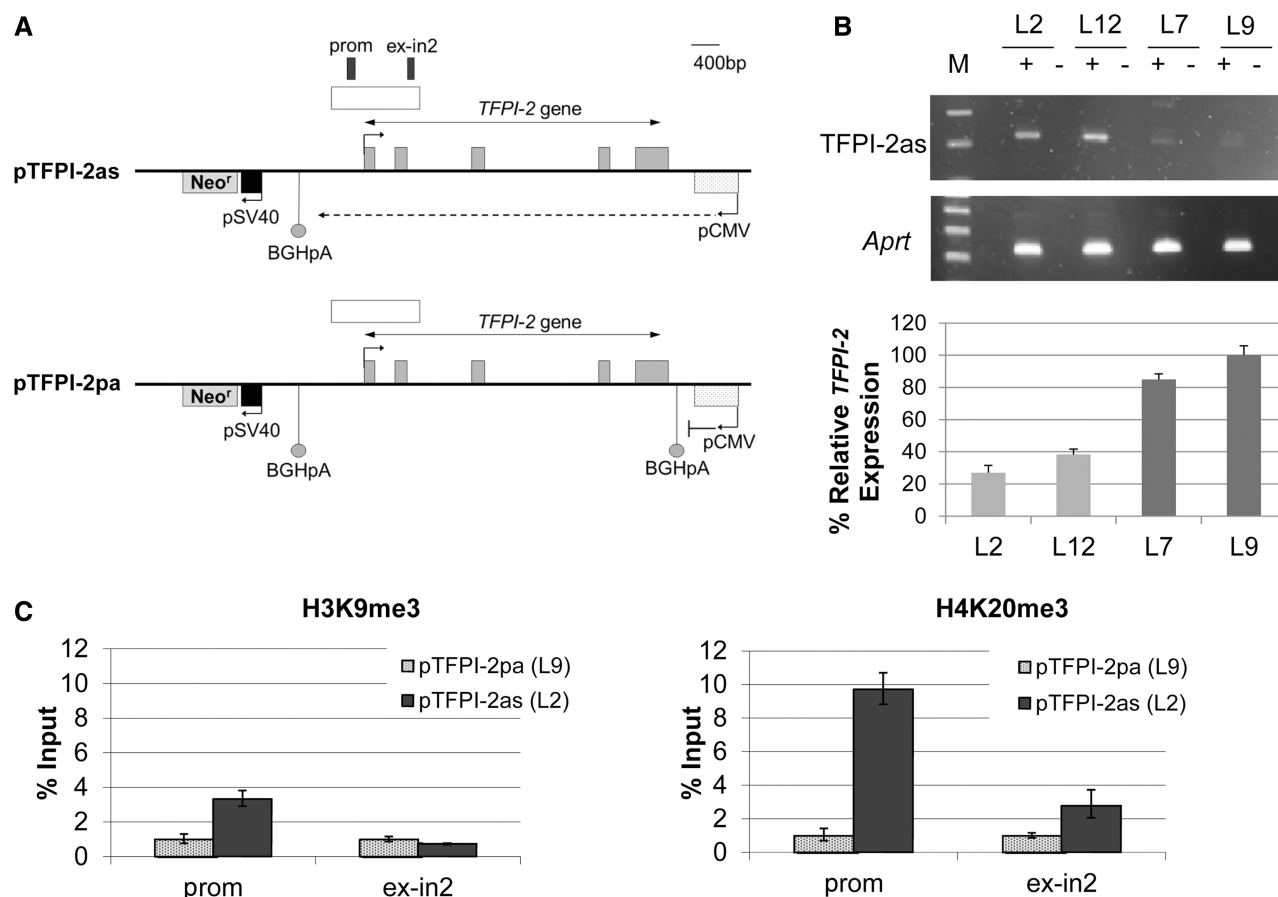 A
prom ex-in2
400bp
TFPI-2 gene
pTFPI-2as
Neoʳ
pSV40
BGHpA
pCMV
TFPI-2 gene
pTFPI-2pa
Neoʳ
pSV40
BGHpA
BGHpA
pCMV
B
L2 L12 L7 L9
M + - + - + - + -
TFPI-2as
Aprt
% Relative TFPI-2 Expression
120
100
80
60
40
20
0
L2 L12 L7 L9
C
H3K9me3
% Input
12
10
8
6
4
2
0
pTFPI-2pa (L9)
pTFPI-2as (L2)
prom ex-in2
H4K20me3
% Input
12
10
8
6
4
2
0
pTFPI-2pa (L9)
pTFPI-2as (L2)
prom ex-in2